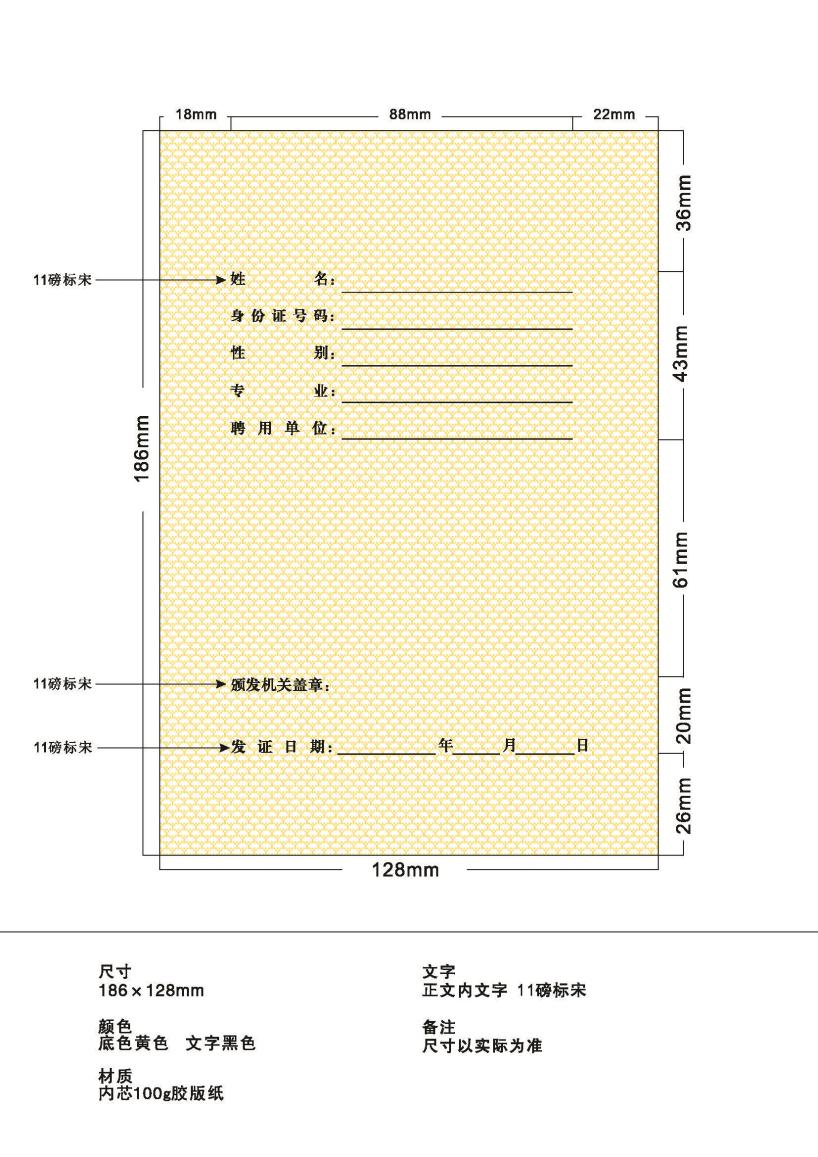 18mm 88mm 22mm
36mm
11磅标宋 姓 名：
身份证号码：
43mm
性 别：
专 业：
聘用单位：
186mm
61mm
11磅标宋 颁发机关盖章：
20mm
11磅标宋 发证日期： 年 月 日
26mm
128mm
尺寸
186×128mm
颜色
底色黄色 文字黑色
材质
内芯100g胶版纸
文字
正文内文字 11磅标宋
备注
尺寸以实际为准